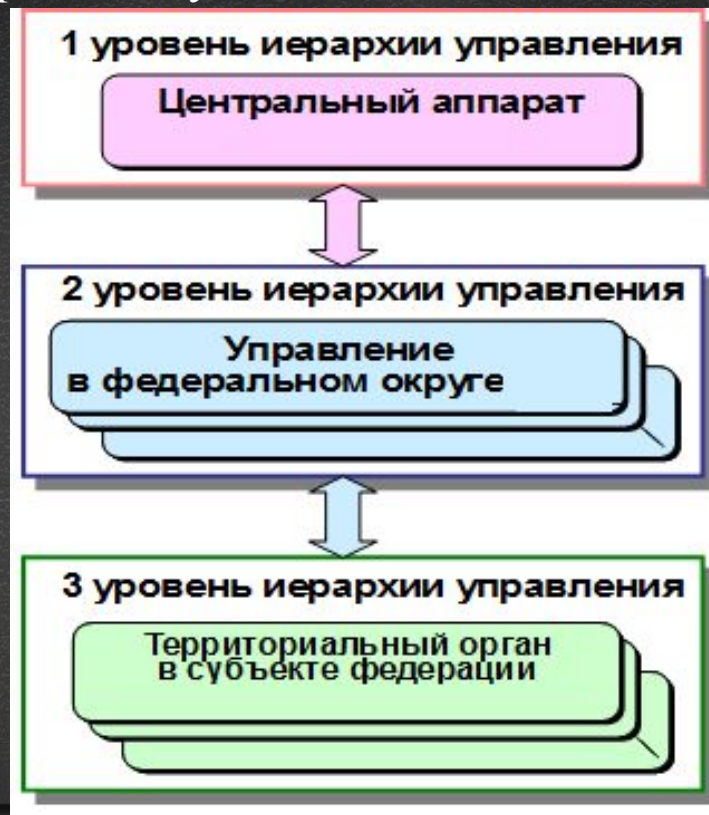 1 уровень иерархии управления
Центральный аппарат
2 уровень иерархии управления
Управление
в федеральном округе
3 уровень иерархии управления
Территориальный орган
в субъекте федерации